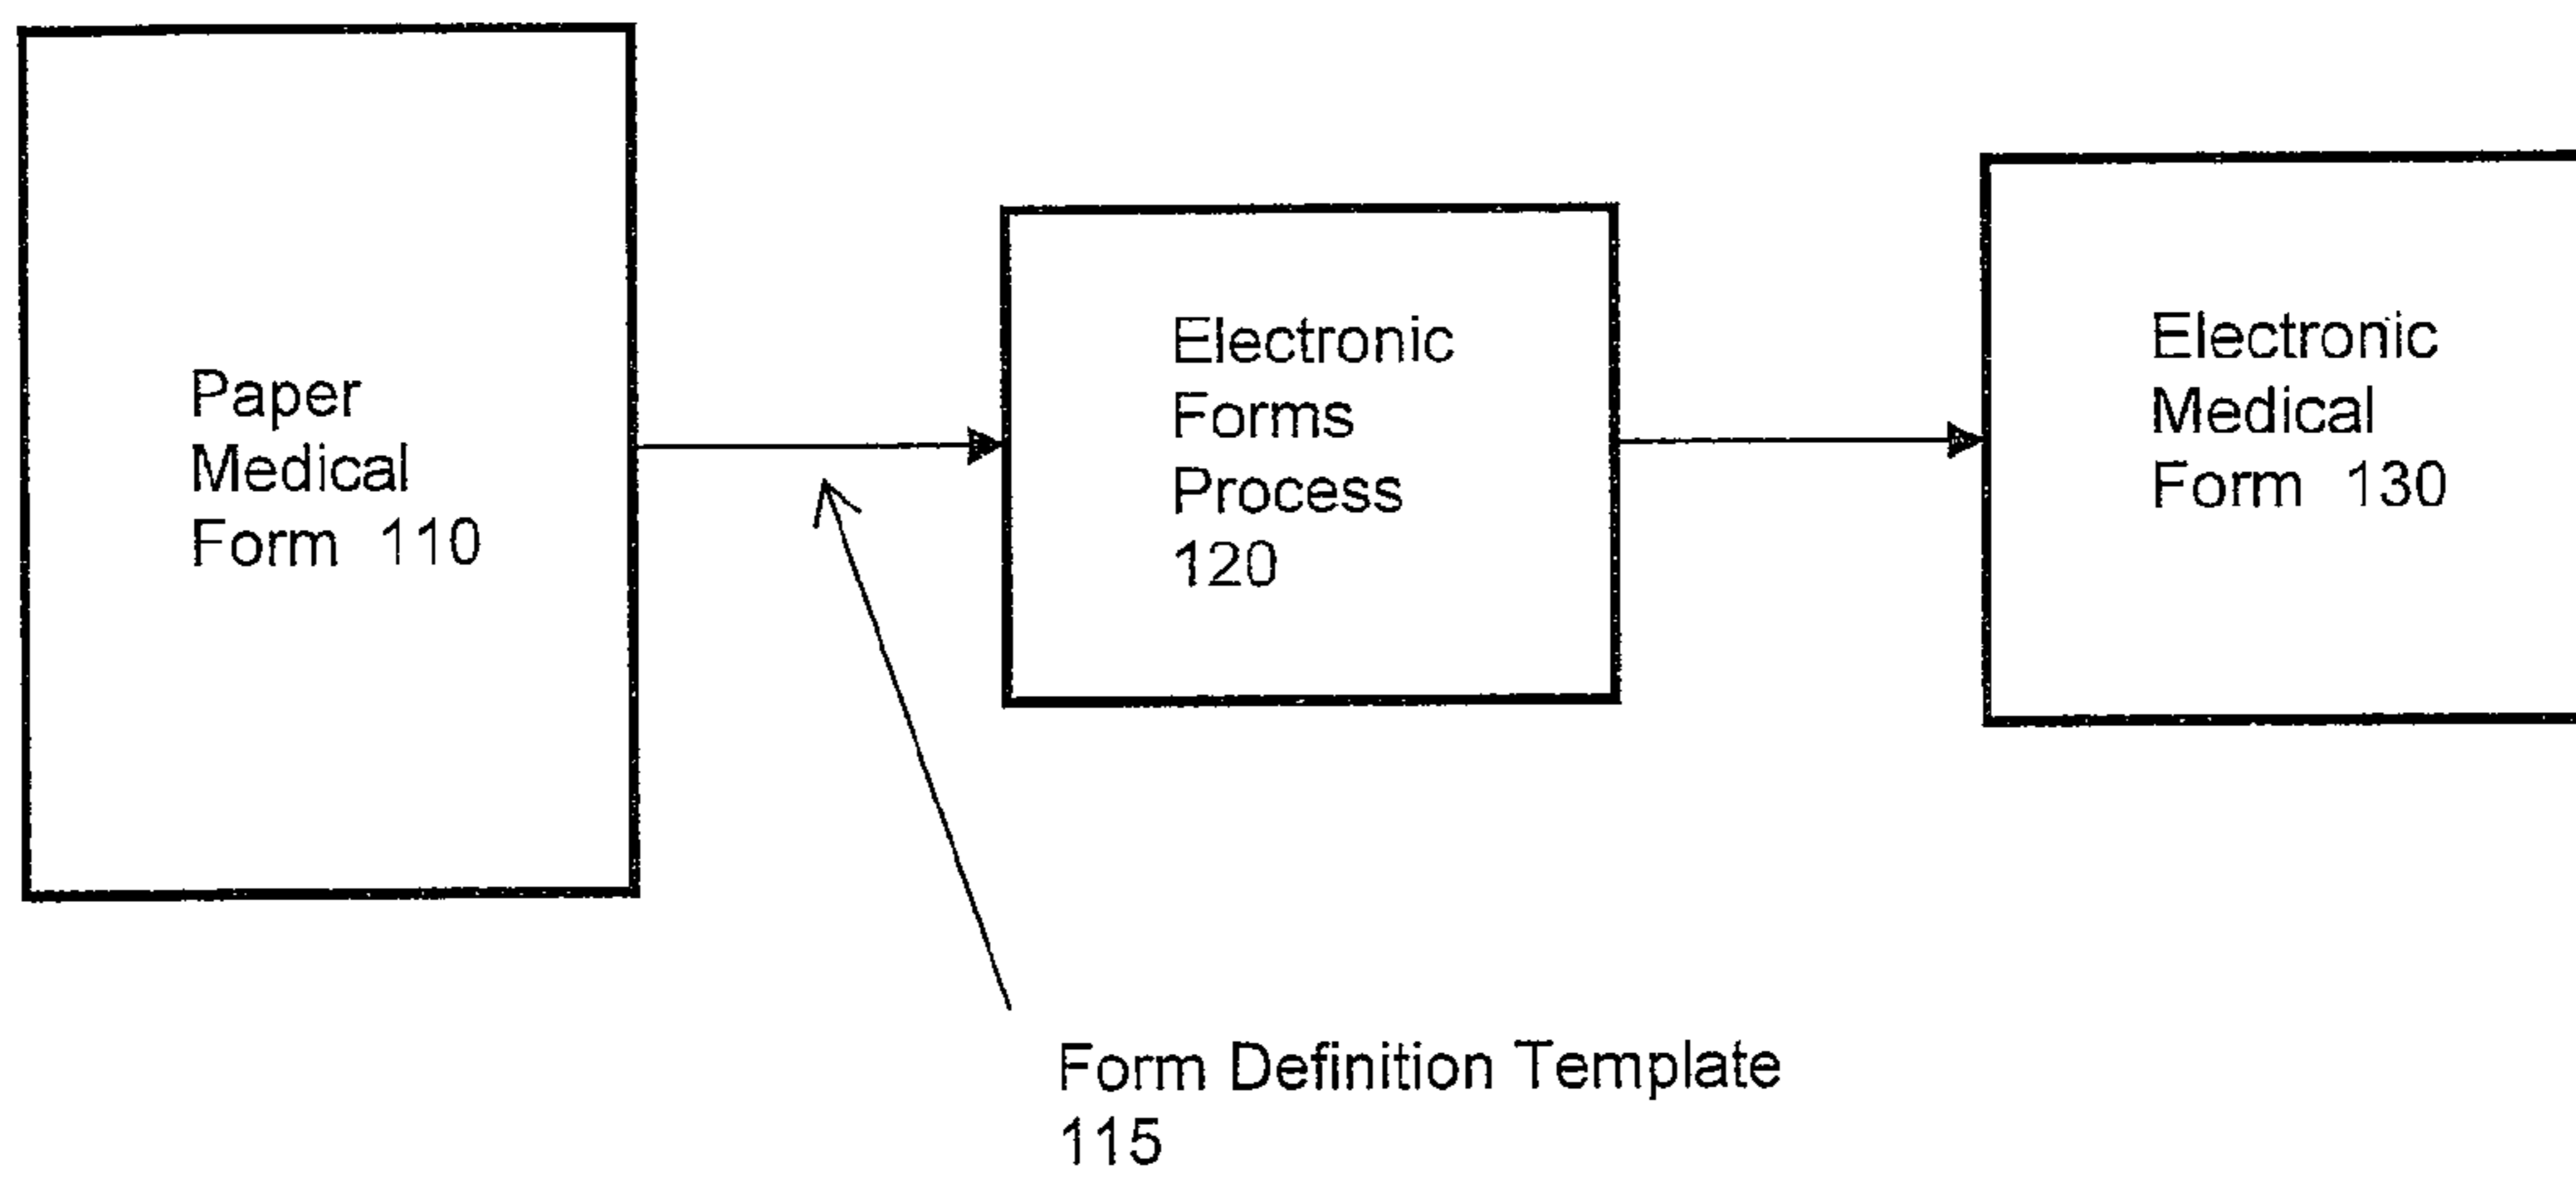 Paper
Medical
Form 110
Electronic
Forms
Process
120
Electronic
Medical
Form 130
Form Definition Template
115